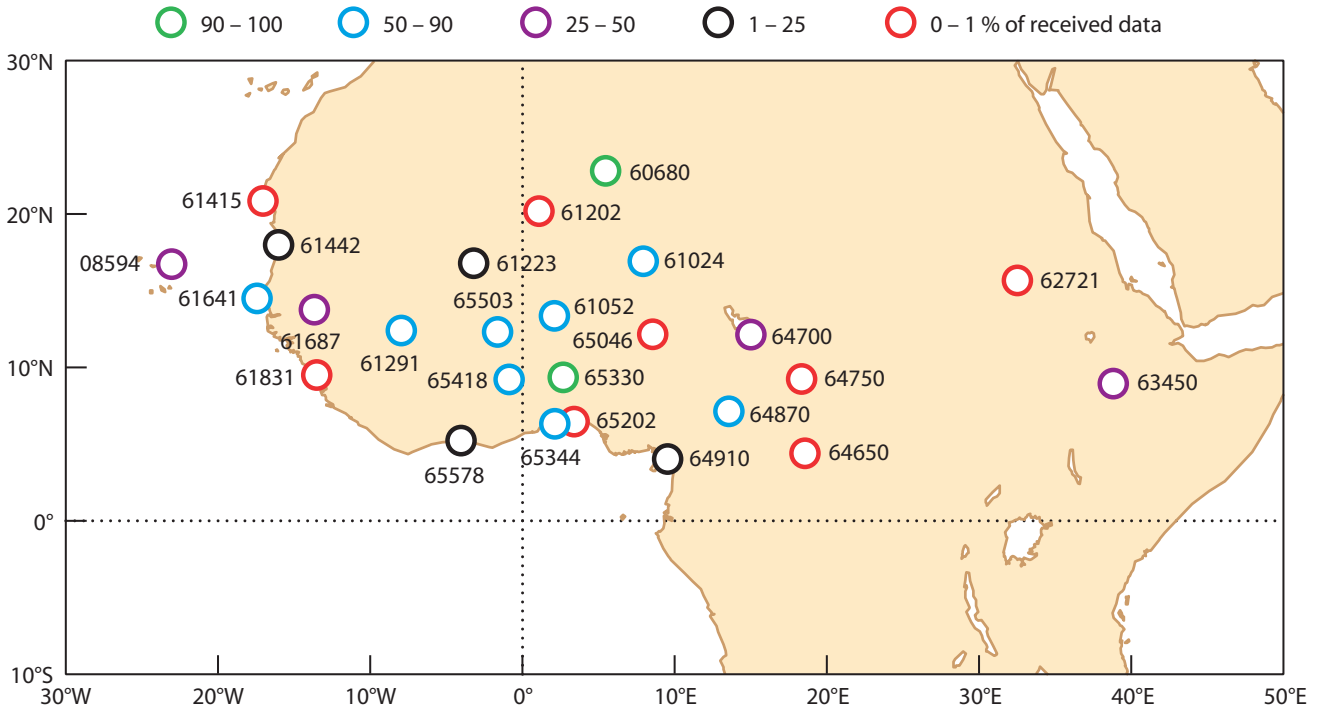 90 – 100 50 – 90 25 – 50 1 – 25 0 – 1 % of received data
30°N
60680
61415 61202
20°N
61442
08594 61223 61024
62721
61641 65503 61052
61687 65046 64700
61291
10°N
61831 65418 65330 64750 63450
64870
65202
65344 64910 64650
65578
0°
10°S
30°W 20°W 10°W 0° 10°E 20°E 30°E 40°E 50°E